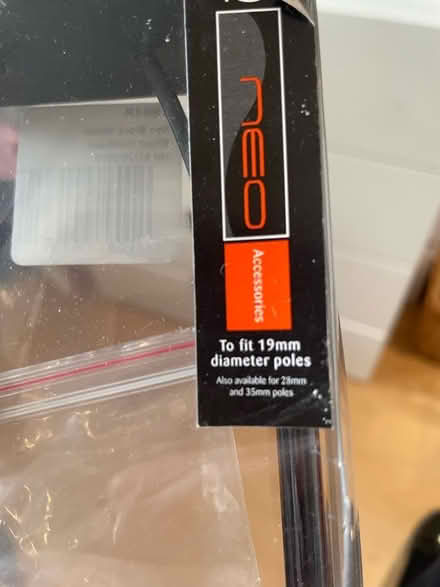 neo
Accessories
To fit 19mm
diameter poles
Also available for 28mm
and 35mm poles